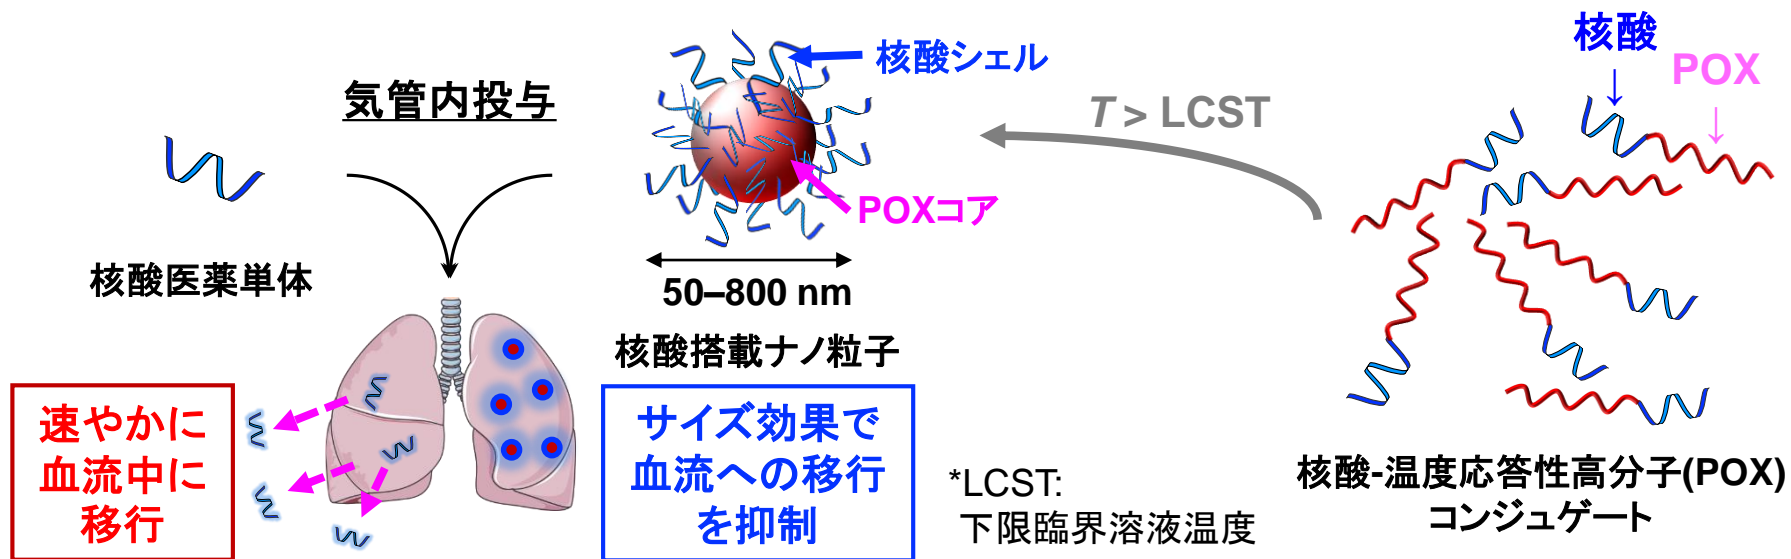 気管内投与
核酸医薬単体
速やかに
血流中に
移行
核酸シェル
POXコア
50–800 nm
核酸搭載ナノ粒子
サイズ効果で
血流への移行
を抑制
T > LCST
*LCST:
下限臨界溶液温度
核酸
POX
核酸-温度応答性高分子(POX)
コンジュゲート